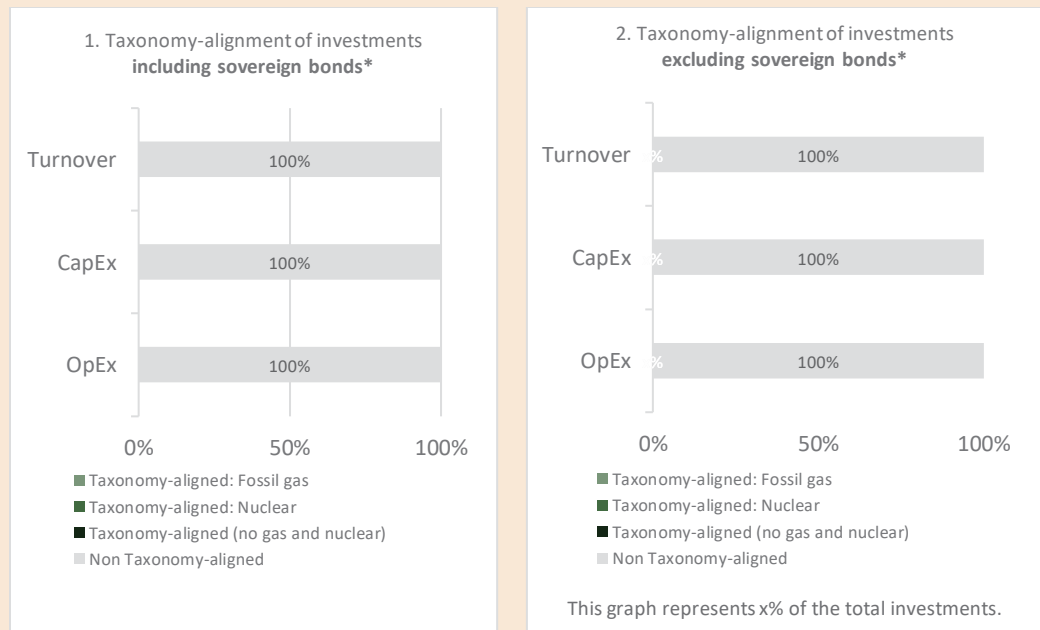 1. Taxonomy-alignment of investments
including sovereign bonds*
Turnover
100%
CapEx
100%
OpEx
100%
0% 50% 100%
Taxonomy-aligned: Fossil gas
Taxonomy-aligned: Nuclear
Taxonomy-aligned (no gas and nuclear)
Non Taxonomy-aligned
2. Taxonomy-alignment of investments
excluding sovereign bonds*
Turnover
% 100%
CapEx
% 100%
OpEx
% 100%
0% 50% 100%
Taxonomy-aligned: Fossil gas
Taxonomy-aligned: Nuclear
Taxonomy-aligned (no gas and nuclear)
Non Taxonomy-aligned
This graph represents x% of the total investments.